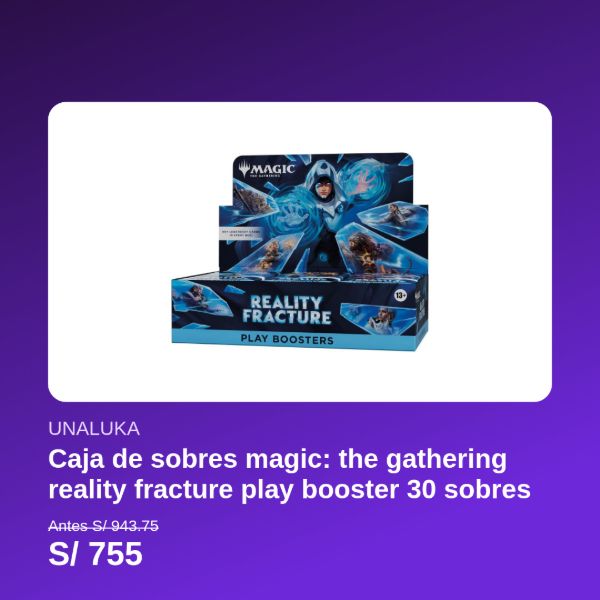 MAGIC
THE GATHERING
13+
REALITY
FRACTURE
PLAY BOOSTERS
UNALUKA
Caja de sobres magic: the gathering
reality fracture play booster 30 sobres
Antes S/ 943.75
S/ 755